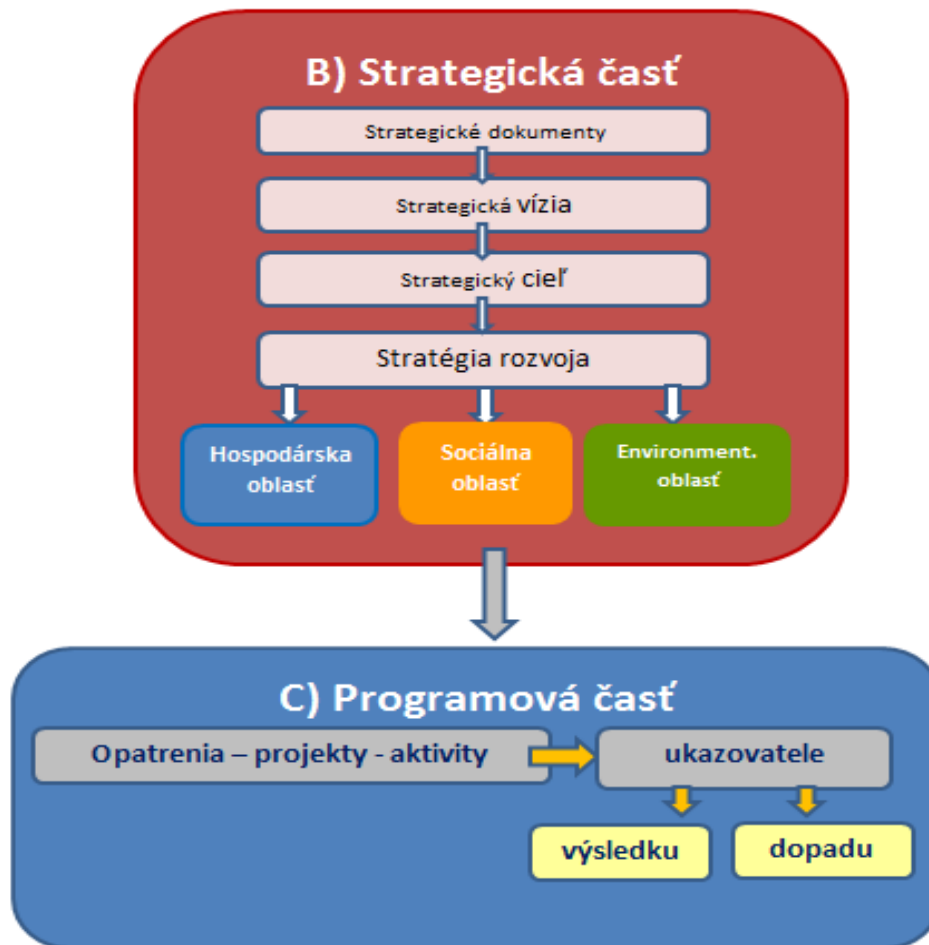 B) Strategická časť
Strategické dokumenty
Strategická vízia
Strategický cieľ
Stratégia rozvoja
Hospodárska
oblasť
Sociálna
oblasť
Environment.
oblasť
C) Programová časť
Opatrenia – projekty - aktivity
ukazovatele
výsledku
dopadu